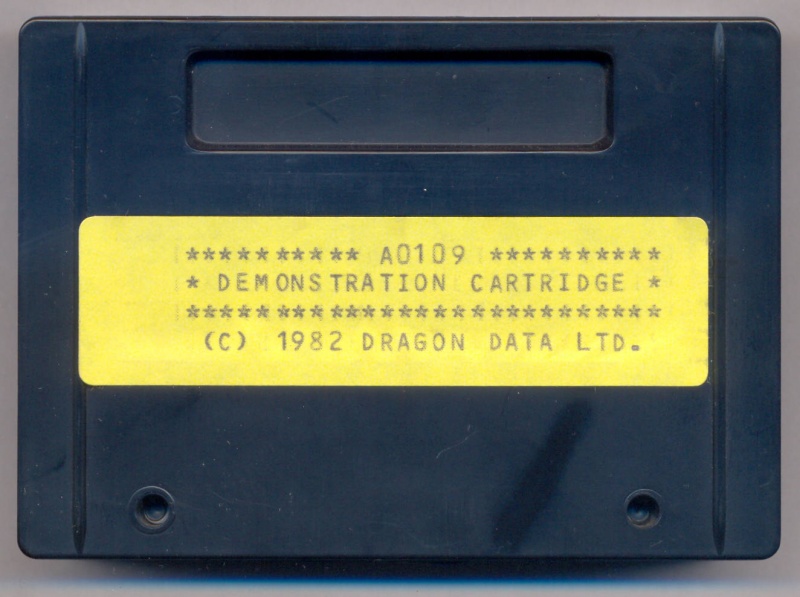 ********** A0109 **********
* DEMONSTRATION CARTRIDGE *
***************************
(C) 1982 DRAGON DATA LTD.